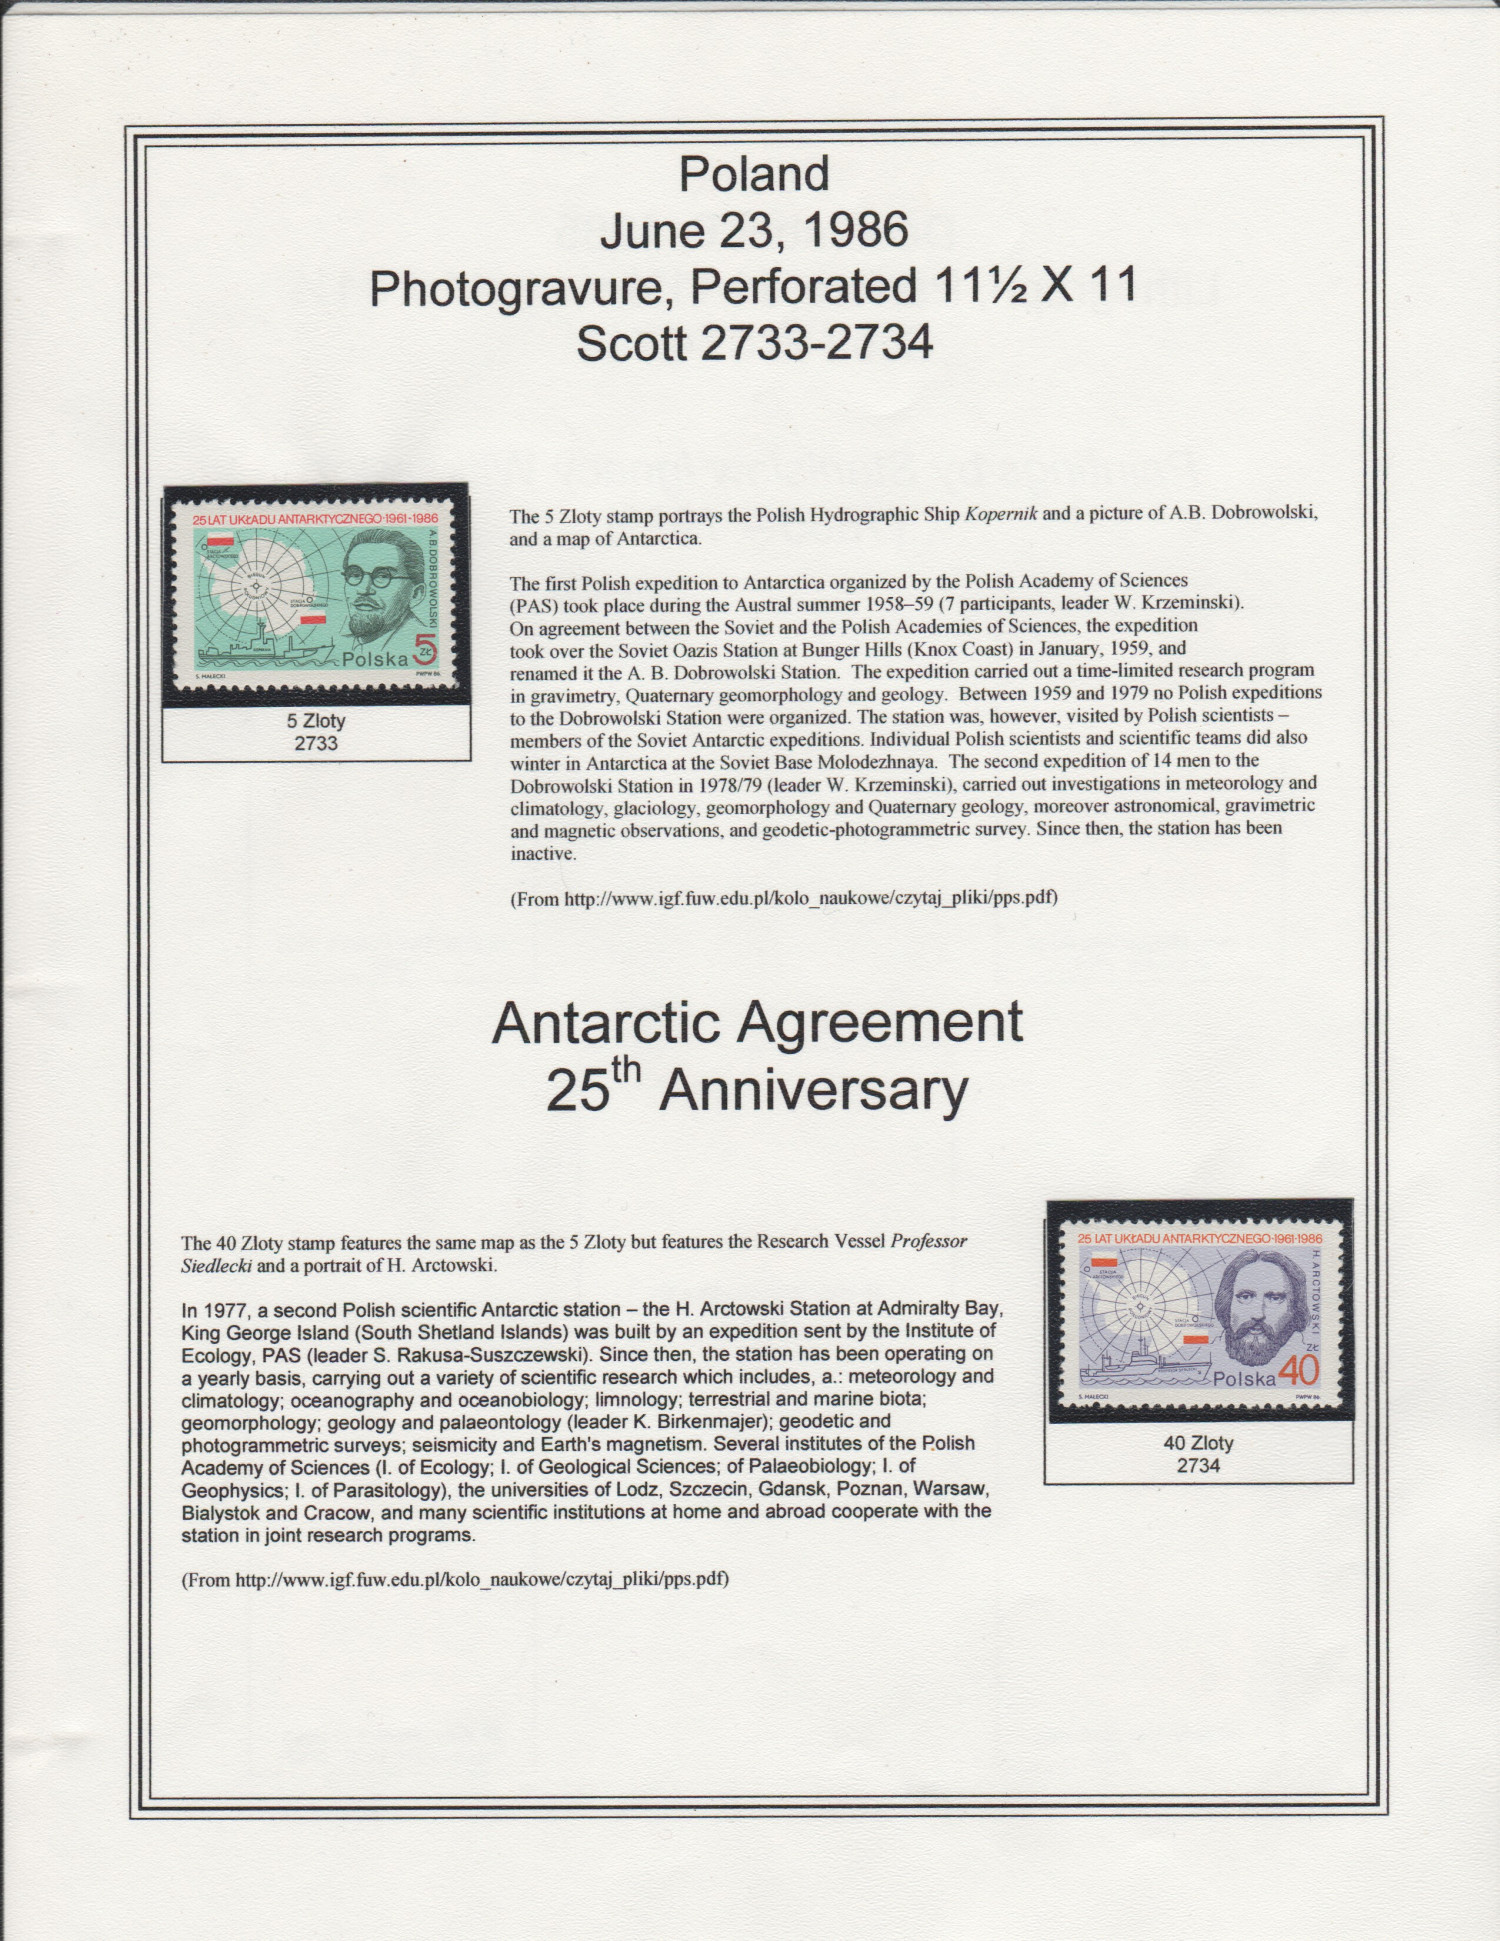 Poland
June 23, 1986
Photogravure, Perforated 11½ X 11
Scott 2733-2734
25 LAT UKŁADU ANTARKTYCZNEGO·1961-1986
A.B.DOBROWOLSKI
Polska 5 ZŁ
S. MAŁECKI
PWPW 86
5 Zloty
2733
The 5 Zloty stamp portrays the Polish Hydrographic Ship Kopernik and a picture of A.B. Dobrowolski,
and a map of Antarctica.
The first Polish expedition to Antarctica organized by the Polish Academy of Sciences
(PAS) took place during the Austral summer 1958–59 (7 participants, leader W. Krzeminski).
On agreement between the Soviet and the Polish Academies of Sciences, the expedition
took over the Soviet Oazis Station at Bunger Hills (Knox Coast) in January, 1959, and
renamed it the A. B. Dobrowolski Station.  The expedition carried out a time-limited research program
in gravimetry, Quaternary geomorphology and geology.  Between 1959 and 1979 no Polish expeditions
to the Dobrowolski Station were organized. The station was, however, visited by Polish scientists –
members of the Soviet Antarctic expeditions. Individual Polish scientists and scientific teams did also
winter in Antarctica at the Soviet Base Molodezhnaya.  The second expedition of 14 men to the
Dobrowolski Station in 1978/79 (leader W. Krzeminski), carried out investigations in meteorology and
climatology, glaciology, geomorphology and Quaternary geology, moreover astronomical, gravimetric
and magnetic observations, and geodetic-photogrammetric survey. Since then, the station has been
inactive.
(From http://www.igf.fuw.edu.pl/kolo_naukowe/czytaj_pliki/pps.pdf)
Antarctic Agreement
25th Anniversary
The 40 Zloty stamp features the same map as the 5 Zloty but features the Research Vessel Professor
Siedlecki and a portrait of H. Arctowski.
In 1977, a second Polish scientific Antarctic station – the H. Arctowski Station at Admiralty Bay,
King George Island (South Shetland Islands) was built by an expedition sent by the Institute of
Ecology, PAS (leader S. Rakusa-Suszczewski). Since then, the station has been operating on
a yearly basis, carrying out a variety of scientific research which includes, a.: meteorology and
climatology; oceanography and oceanobiology; limnology; terrestrial and marine biota;
geomorphology; geology and palaeontology (leader K. Birkenmajer); geodetic and
photogrammetric surveys; seismicity and Earth's magnetism. Several institutes of the Polish
Academy of Sciences (I. of Ecology; I. of Geological Sciences; of Palaeobiology; I. of
Geophysics; I. of Parasitology), the universities of Lodz, Szczecin, Gdansk, Poznan, Warsaw,
Bialystok and Cracow, and many scientific institutions at home and abroad cooperate with the
station in joint research programs.
(From http://www.igf.fuw.edu.pl/kolo_naukowe/czytaj_pliki/pps.pdf)
25 LAT UKŁADU ANTARKTYCZNEGO·1961-1986
H. ARCTOWSKI
Polska 40 ZŁ
S. MAŁECKI
PWPW 86
40 Zloty
2734